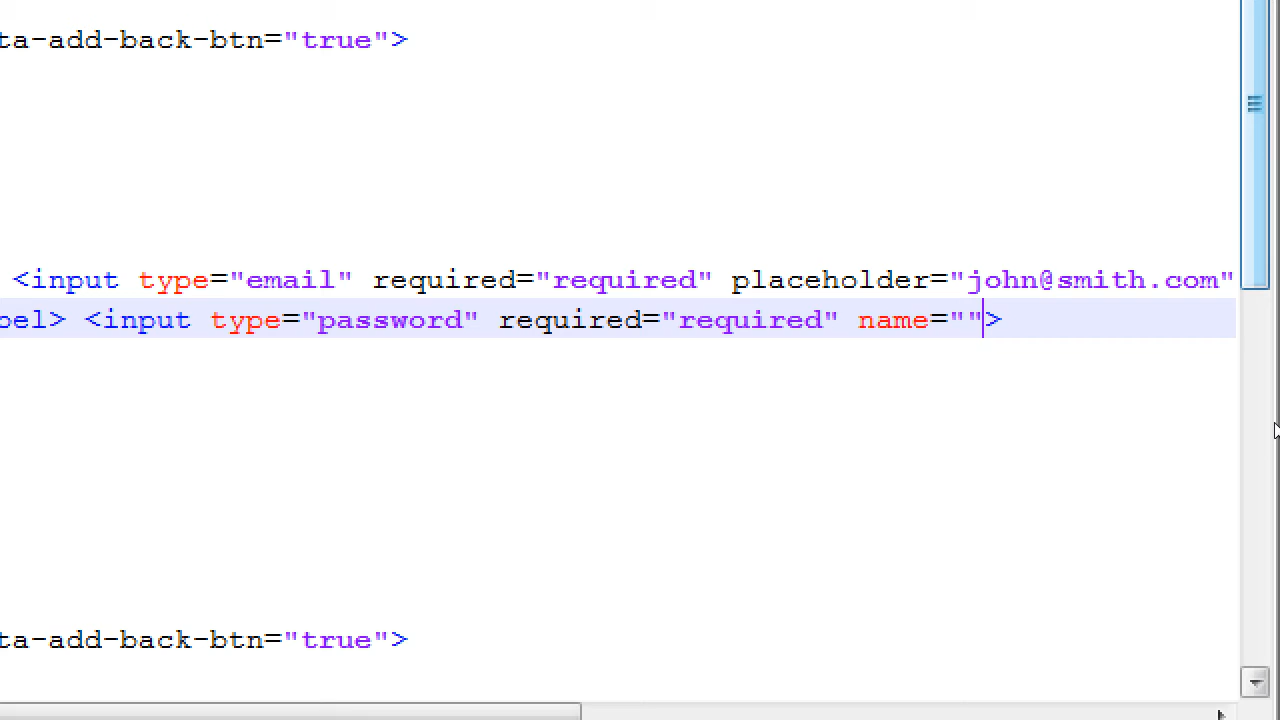 ta-add-back-btn="true">
<input type="email" required="required" placeholder="john@smith.com"
bel> <input type="password" required="required" name="">
ta-add-back-btn="true">